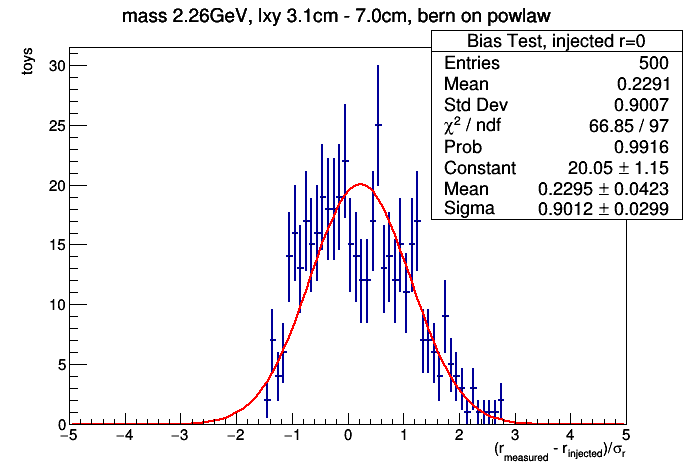 mass 2.26GeV, lxy 3.1cm - 7.0cm, bern on powlaw
Bias Test, injected r=0
Entries 500
Mean 0.2291
Std Dev 0.9007
χ² / ndf 66.85 / 97
Prob 0.9916
Constant 20.05 ± 1.15
Mean 0.2295 ± 0.0423
Sigma 0.9012 ± 0.0299
toys
30
25
20
15
10
5
0
−5 −4 −3 −2 −1 0 1 2 3 4 5
(r_measured - r_injected)/σ_r